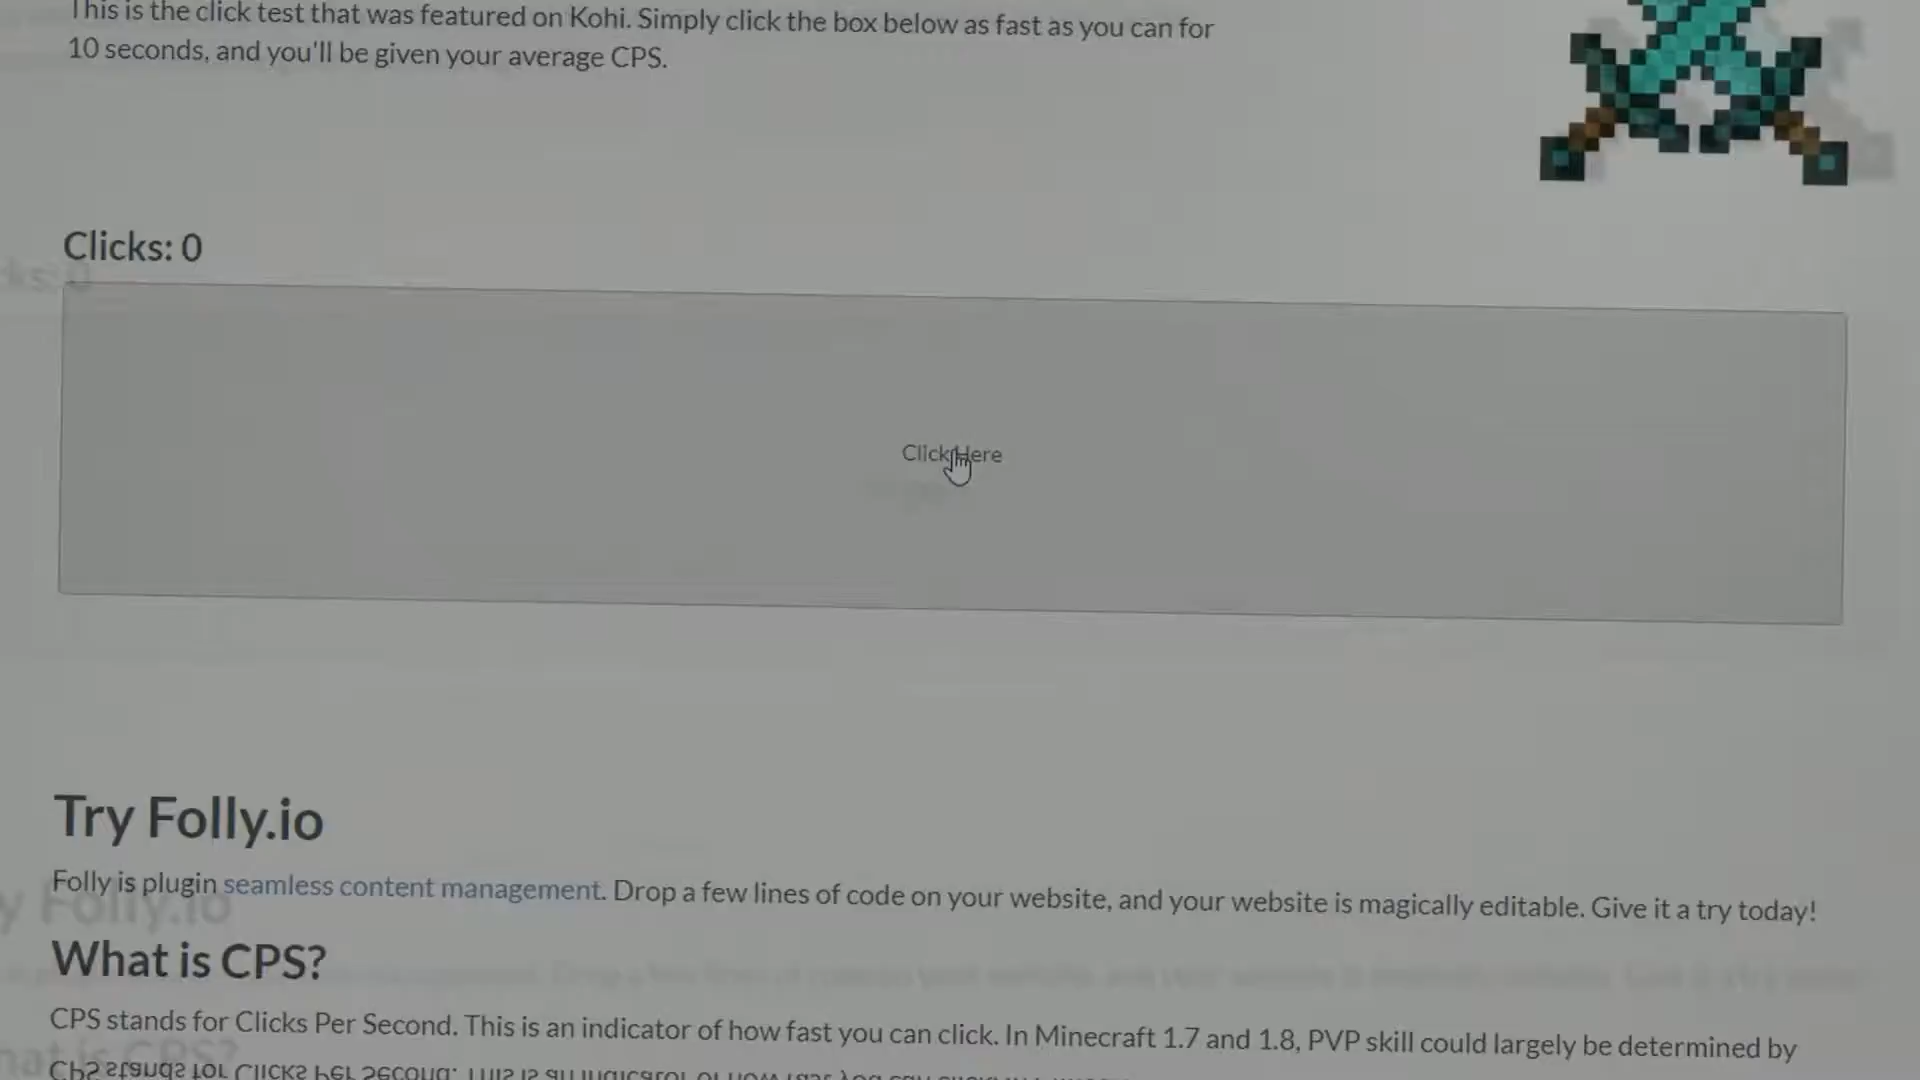 This is the click test that was featured on Kohi. Simply click the box below as fast as you can for
10 seconds, and you'll be given your average CPS.
Clicks: 0
Click Here
Try Folly.io
Folly is plugin seamless content management. Drop a few lines of code on your website, and your website is magically editable. Give it a try today!
What is CPS?
CPS stands for Clicks Per Second. This is an indicator of how fast you can click. In Minecraft 1.7 and 1.8, PVP skill could largely be determined by